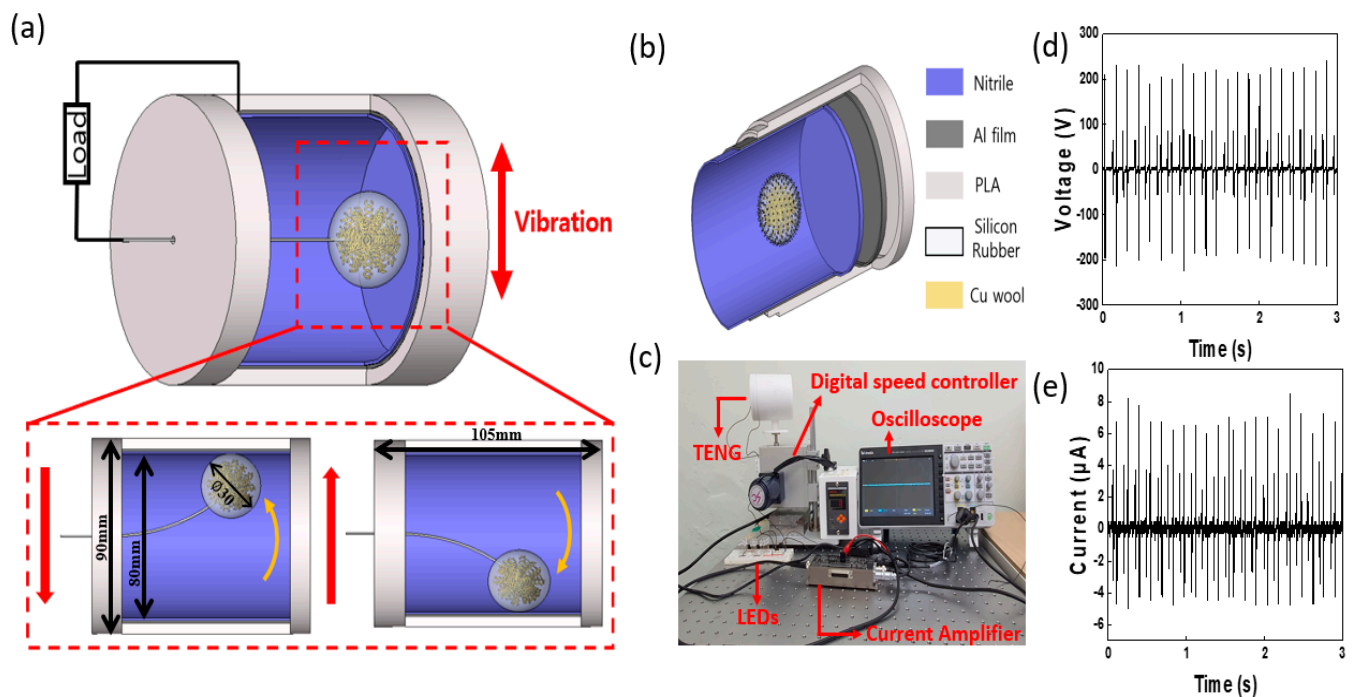 (a)
Load
Vibration
Ø30
90mm
80mm
105mm
(b)
Nitrile
Al film
PLA
Silicon
Rubber
Cu wool
(c)
Digital speed controller
Oscilloscope
TENG
LEDs
Current Amplifier
(d)
Voltage (V)
300
200
100
0
-100
-200
-300
0
1
2
3
Time (s)
(e)
Current (µA)
10
8
6
4
2
0
-2
-4
-6
0
1
2
3
Time (s)